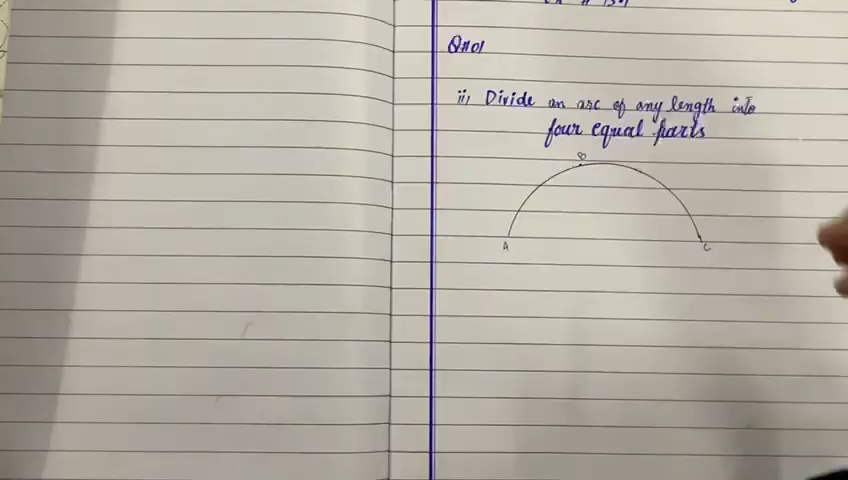 Q#01
ii, Divide an arc of any length into
four equal parts
B
A
C